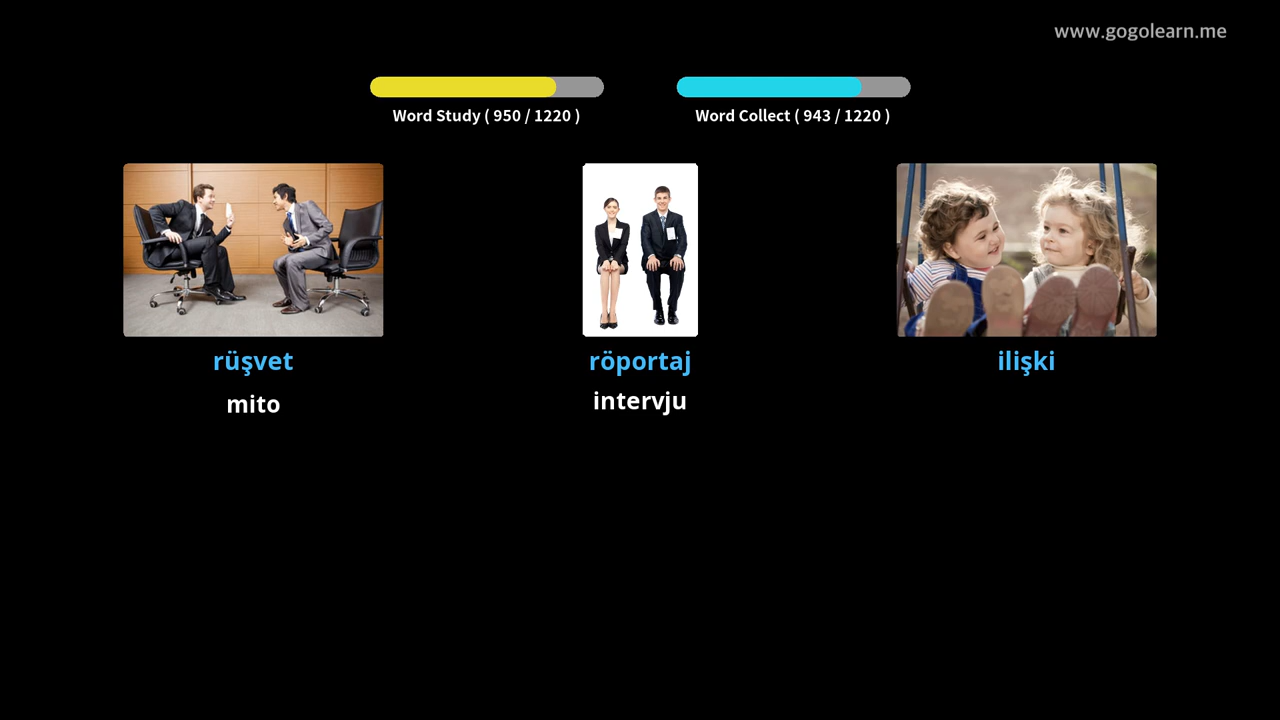 www.gogolearn.me
Word Study ( 950 / 1220 )
Word Collect ( 943 / 1220 )
rüşvet
mito
röportaj
intervju
ilişki